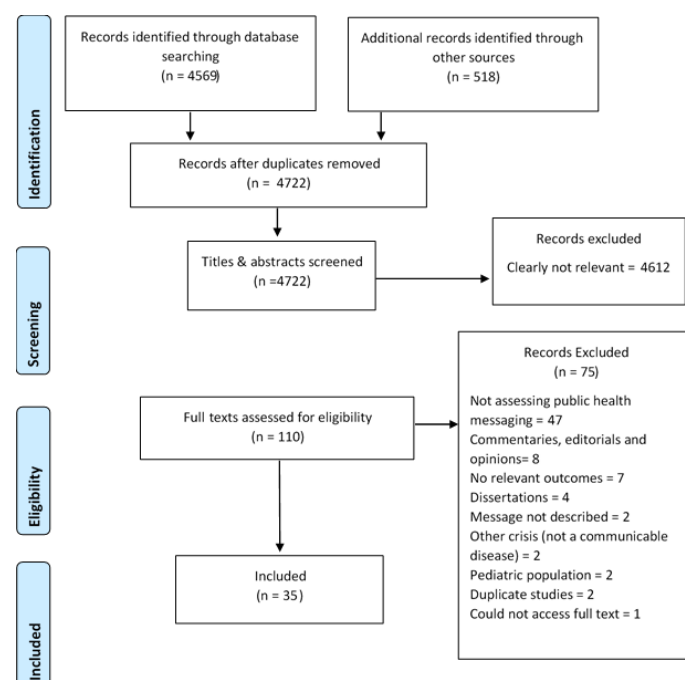 Identification
Records identified through database
searching
(n = 4569)
Additional records identified through
other sources
(n = 518)
Records after duplicates removed
(n = 4722)
Screening
Titles & abstracts screened
(n =4722)
Records excluded
Clearly not relevant = 4612
Eligibility
Full texts assessed for eligibility
(n = 110)
Records Excluded
(n = 75)
Not assessing public health
messaging = 47
Commentaries, editorials and
opinions= 8
No relevant outcomes = 7
Dissertations = 4
Message not described = 2
Other crisis (not a communicable
disease) = 2
Pediatric population = 2
Duplicate studies = 2
Could not access full text = 1
Included
Included
(n = 35)